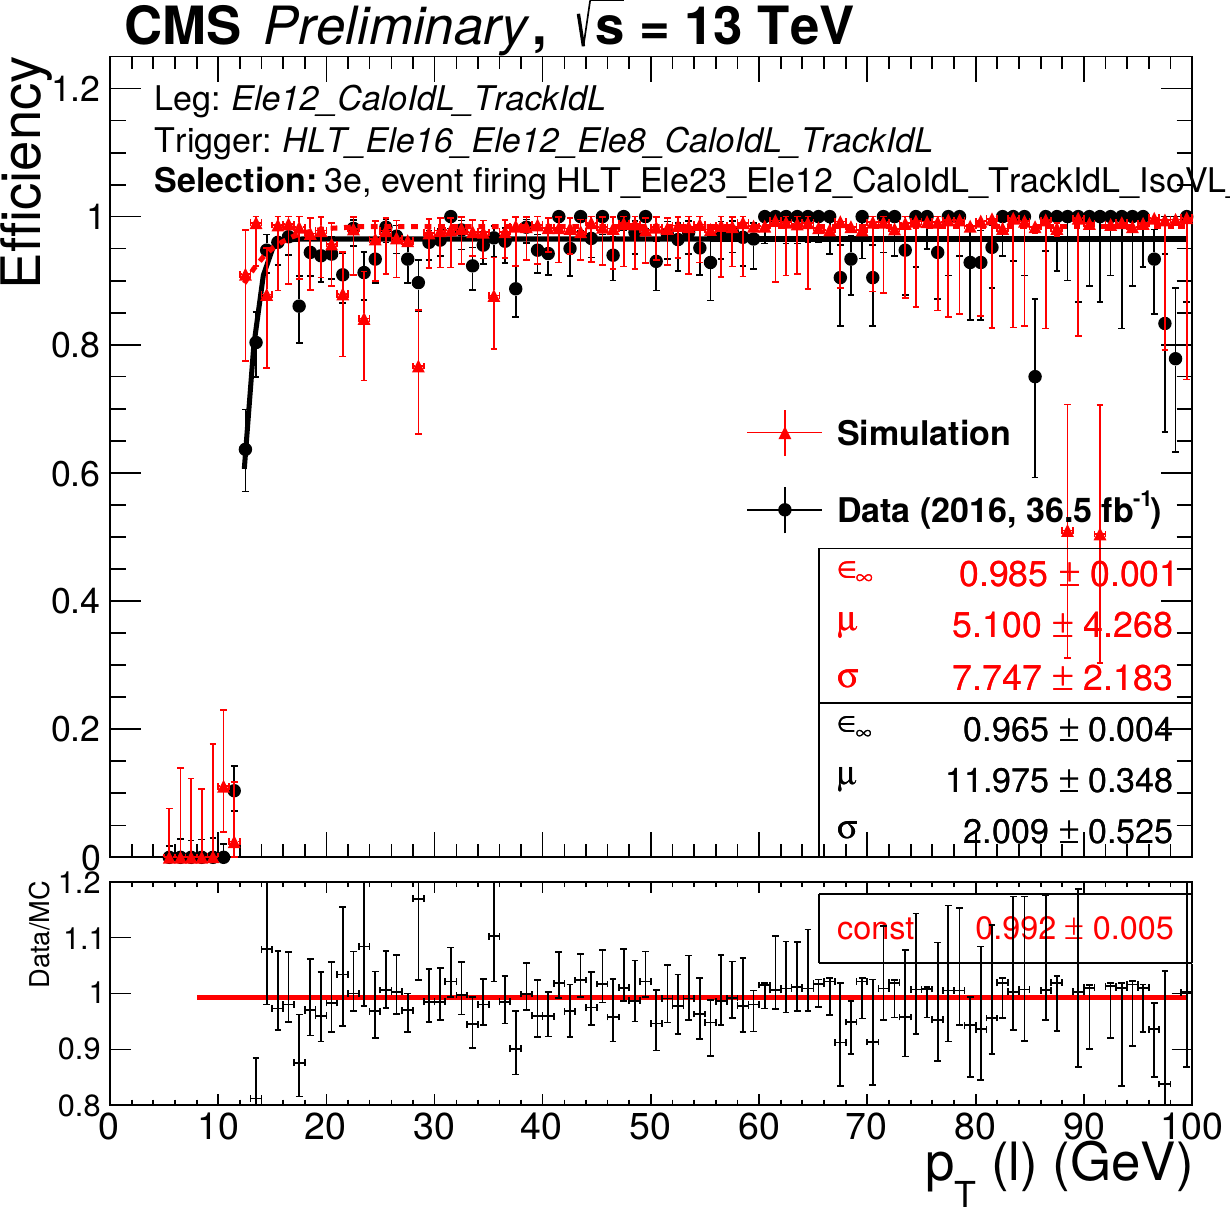 CMS Preliminary, √s = 13 TeV
Leg: Ele12_CaloIdL_TrackIdL
Trigger: HLT_Ele16_Ele12_Ele8_CaloIdL_TrackIdL
Selection: 3e, event firing HLT_Ele23_Ele12_CaloIdL_TrackIdL_IsoVL_
Efficiency
1.2
1
0.8
0.6
0.4
0.2
0
Simulation
Data (2016, 36.5 fb⁻¹)
ϵ∞ 0.985 ± 0.001
μ 5.100 ± 4.268
σ 7.747 ± 2.183
ϵ∞ 0.965 ± 0.004
μ 11.975 ± 0.348
σ 2.009 ± 0.525
Data/MC
1.2
1.1
1
0.9
0.8
const 0.992 ± 0.005
0 10 20 30 40 50 60 70 80 90 100
p_T (l) (GeV)